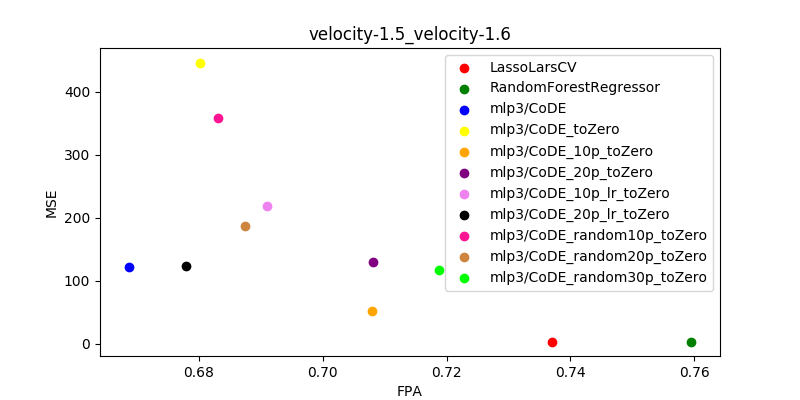 velocity-1.5_velocity-1.6
MSE
400
300
200
100
0
LassoLarsCV
RandomForestRegressor
mlp3/CoDE
mlp3/CoDE_toZero
mlp3/CoDE_10p_toZero
mlp3/CoDE_20p_toZero
mlp3/CoDE_10p_lr_toZero
mlp3/CoDE_20p_lr_toZero
mlp3/CoDE_random10p_toZero
mlp3/CoDE_random20p_toZero
mlp3/CoDE_random30p_toZero
0.68 0.70 0.72 0.74 0.76
FPA